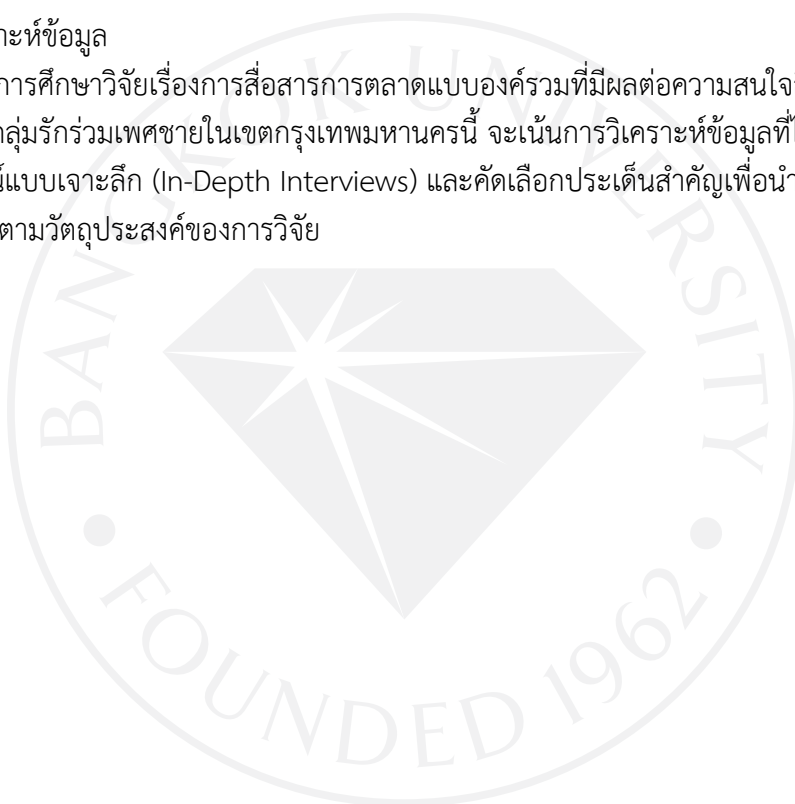 าะห์ข้อมูล
การศึกษาวิจัยเรื่องการสื่อสารการตลาดแบบองค์รวมที่มีผลต่อความสนใจ
ลุ่มรักร่วมเพศชายในเขตกรุงเทพมหานครนี้ จะเน้นการวิเคราะห์ข้อมูลที่
น์แบบเจาะลึก (In-Depth Interviews) และคัดเลือกประเด็นสำคัญเพื่อนำ
ตามวัตถุประสงค์ของการวิจัย
BANGKOK UNIVERSITY
FOUNDED 1962